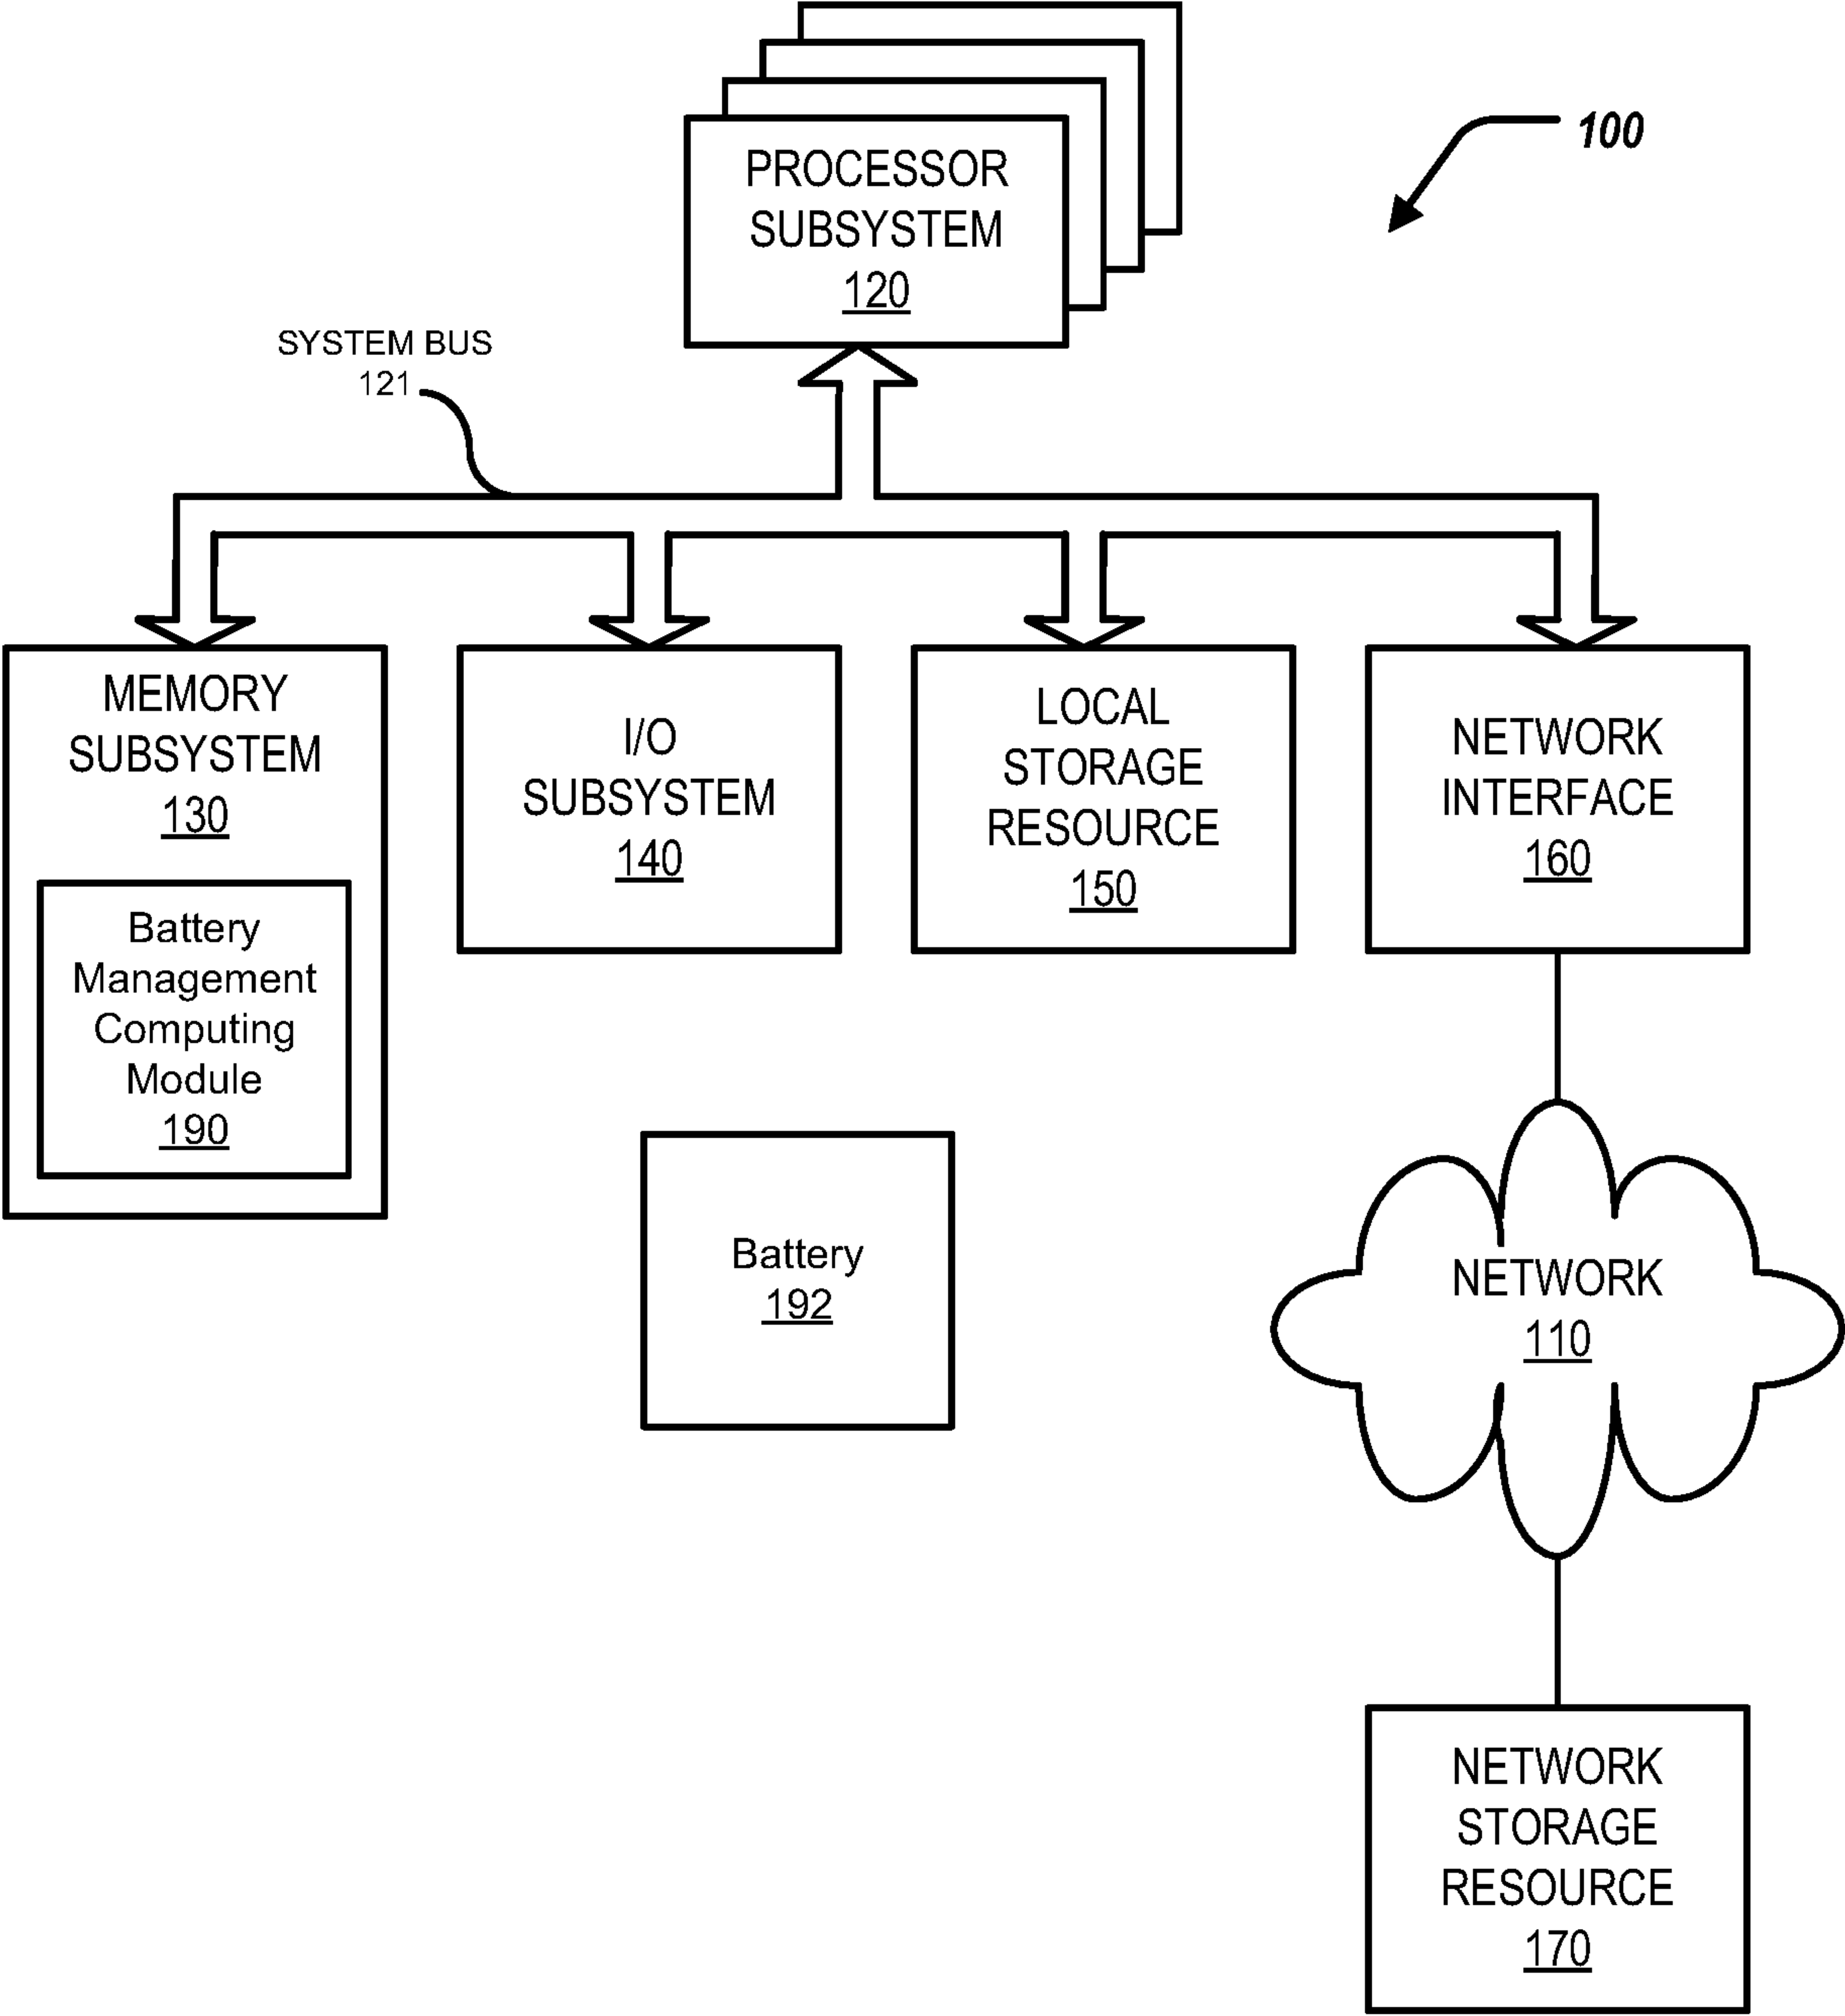 100
PROCESSOR
SUBSYSTEM
120
SYSTEM BUS
121
MEMORY
SUBSYSTEM
130
Battery
Management
Computing
Module
190
I/O
SUBSYSTEM
140
LOCAL
STORAGE
RESOURCE
150
NETWORK
INTERFACE
160
Battery
192
NETWORK
110
NETWORK
STORAGE
RESOURCE
170